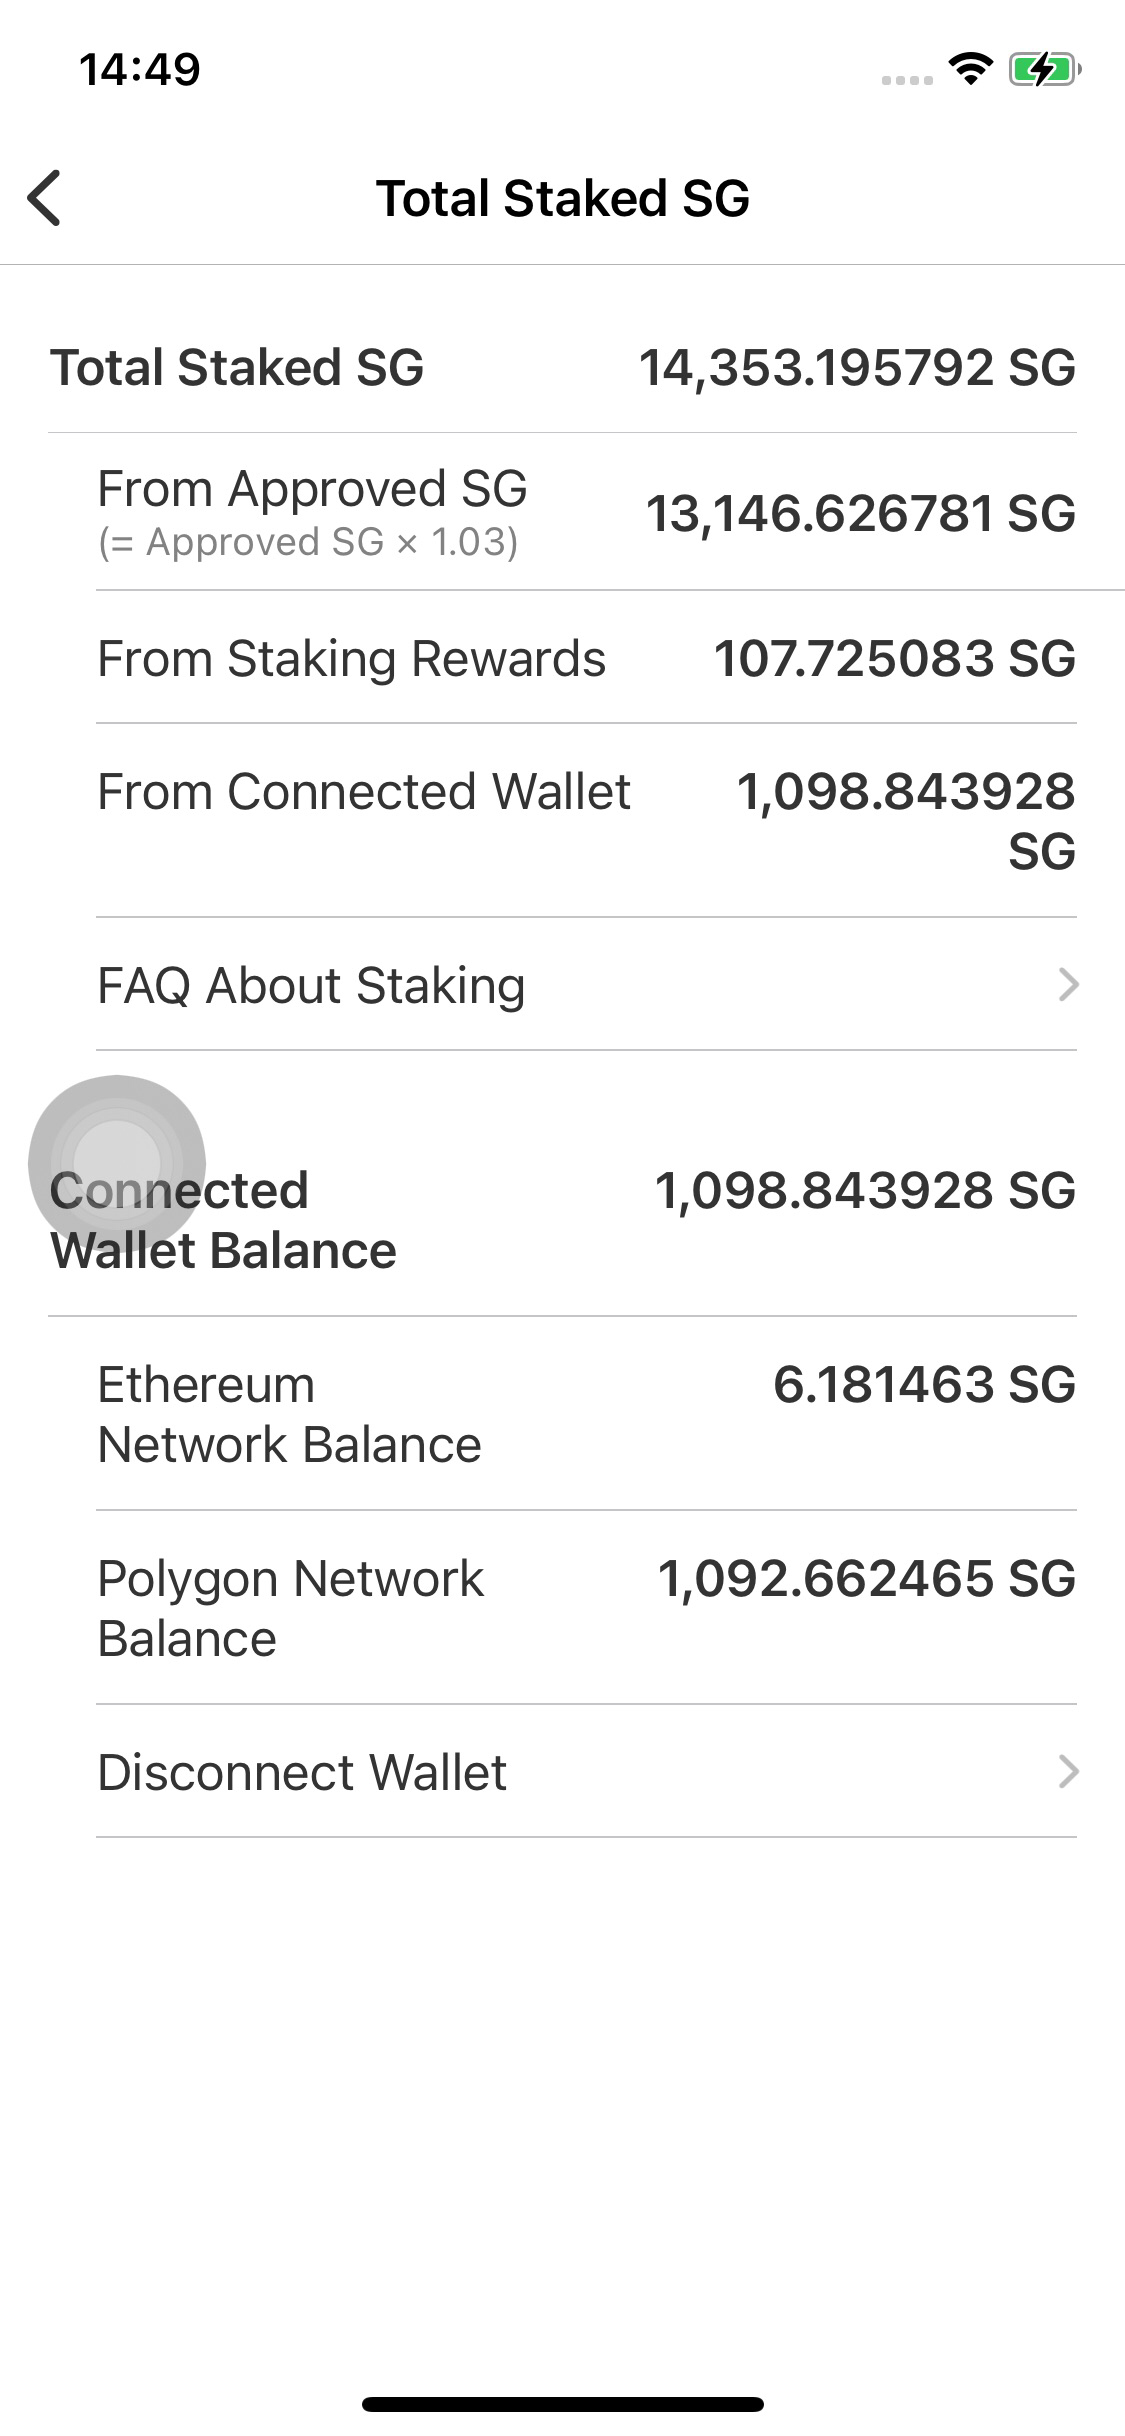 14:49
Total Staked SG
Total Staked SG 14,353.195792 SG
From Approved SG 13,146.626781 SG
(= Approved SG × 1.03)
From Staking Rewards 107.725083 SG
From Connected Wallet 1,098.843928
SG
FAQ About Staking
Connected 1,098.843928 SG
Wallet Balance
Ethereum 6.181463 SG
Network Balance
Polygon Network 1,092.662465 SG
Balance
Disconnect Wallet